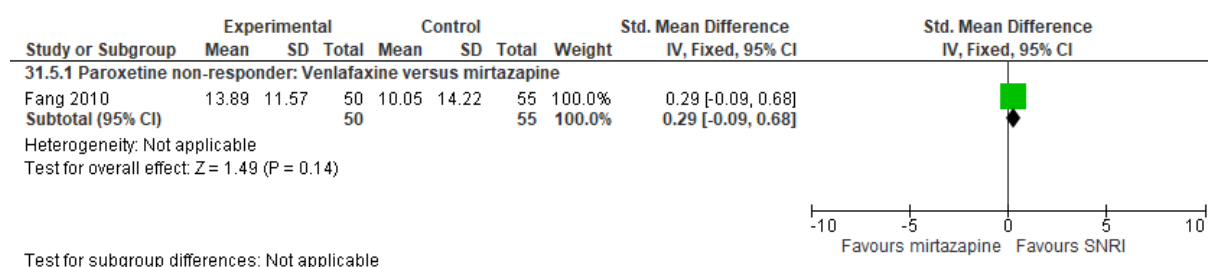 Experimental Control Std. Mean Difference Std. Mean Difference
Study or Subgroup Mean SD Total Mean SD Total Weight IV, Fixed, 95% CI IV, Fixed, 95% CI
31.5.1 Paroxetine non-responder: Venlafaxine versus mirtazapine
Fang 2010 13.89 11.57 50 10.05 14.22 55 100.0% 0.29 [-0.09, 0.68]
Subtotal (95% CI) 50 55 100.0% 0.29 [-0.09, 0.68]
Heterogeneity: Not applicable
Test for overall effect: Z = 1.49 (P = 0.14)
-10 -5 0 5 10
Favours mirtazapine Favours SNRI
Test for subgroup differences: Not applicable